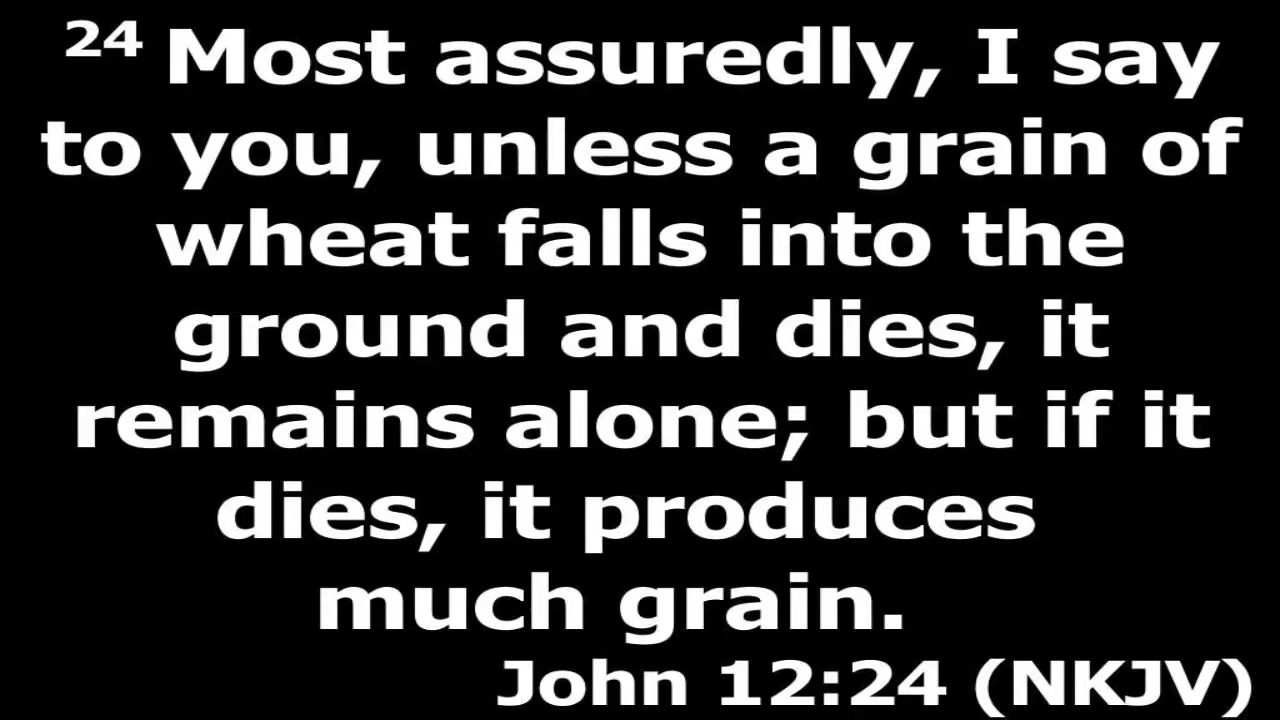 24 Most assuredly, I say
to you, unless a grain of
wheat falls into the
ground and dies, it
remains alone; but if it
dies, it produces
much grain.
John 12:24 (NKJV)